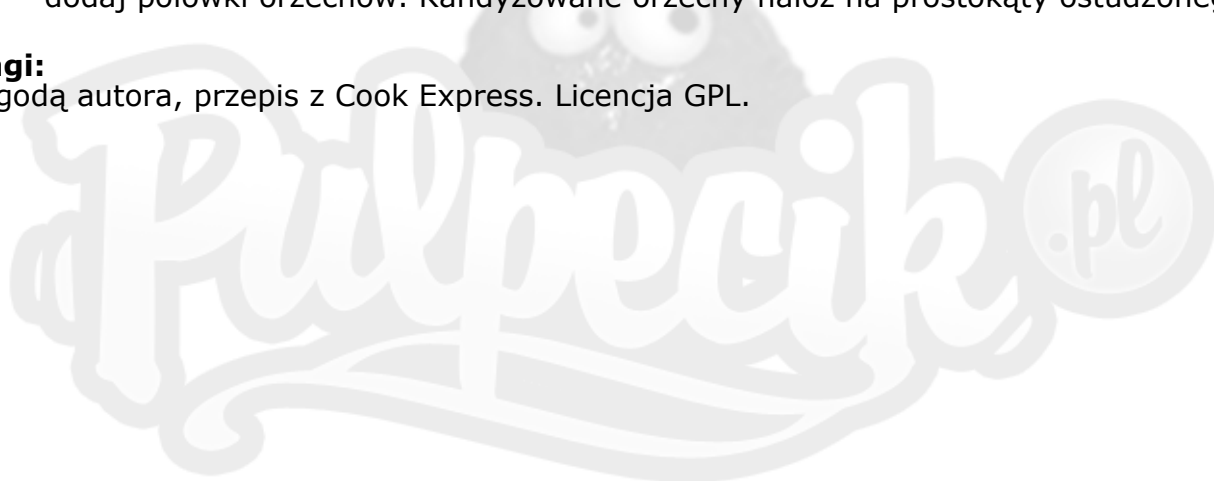 dodaj połówki orzechów. Kandyzowane orzechy nałóż na prostokąty
gi:
godą autora, przepis z Cook Express. Licencja GPL.
Pulpecik .pl